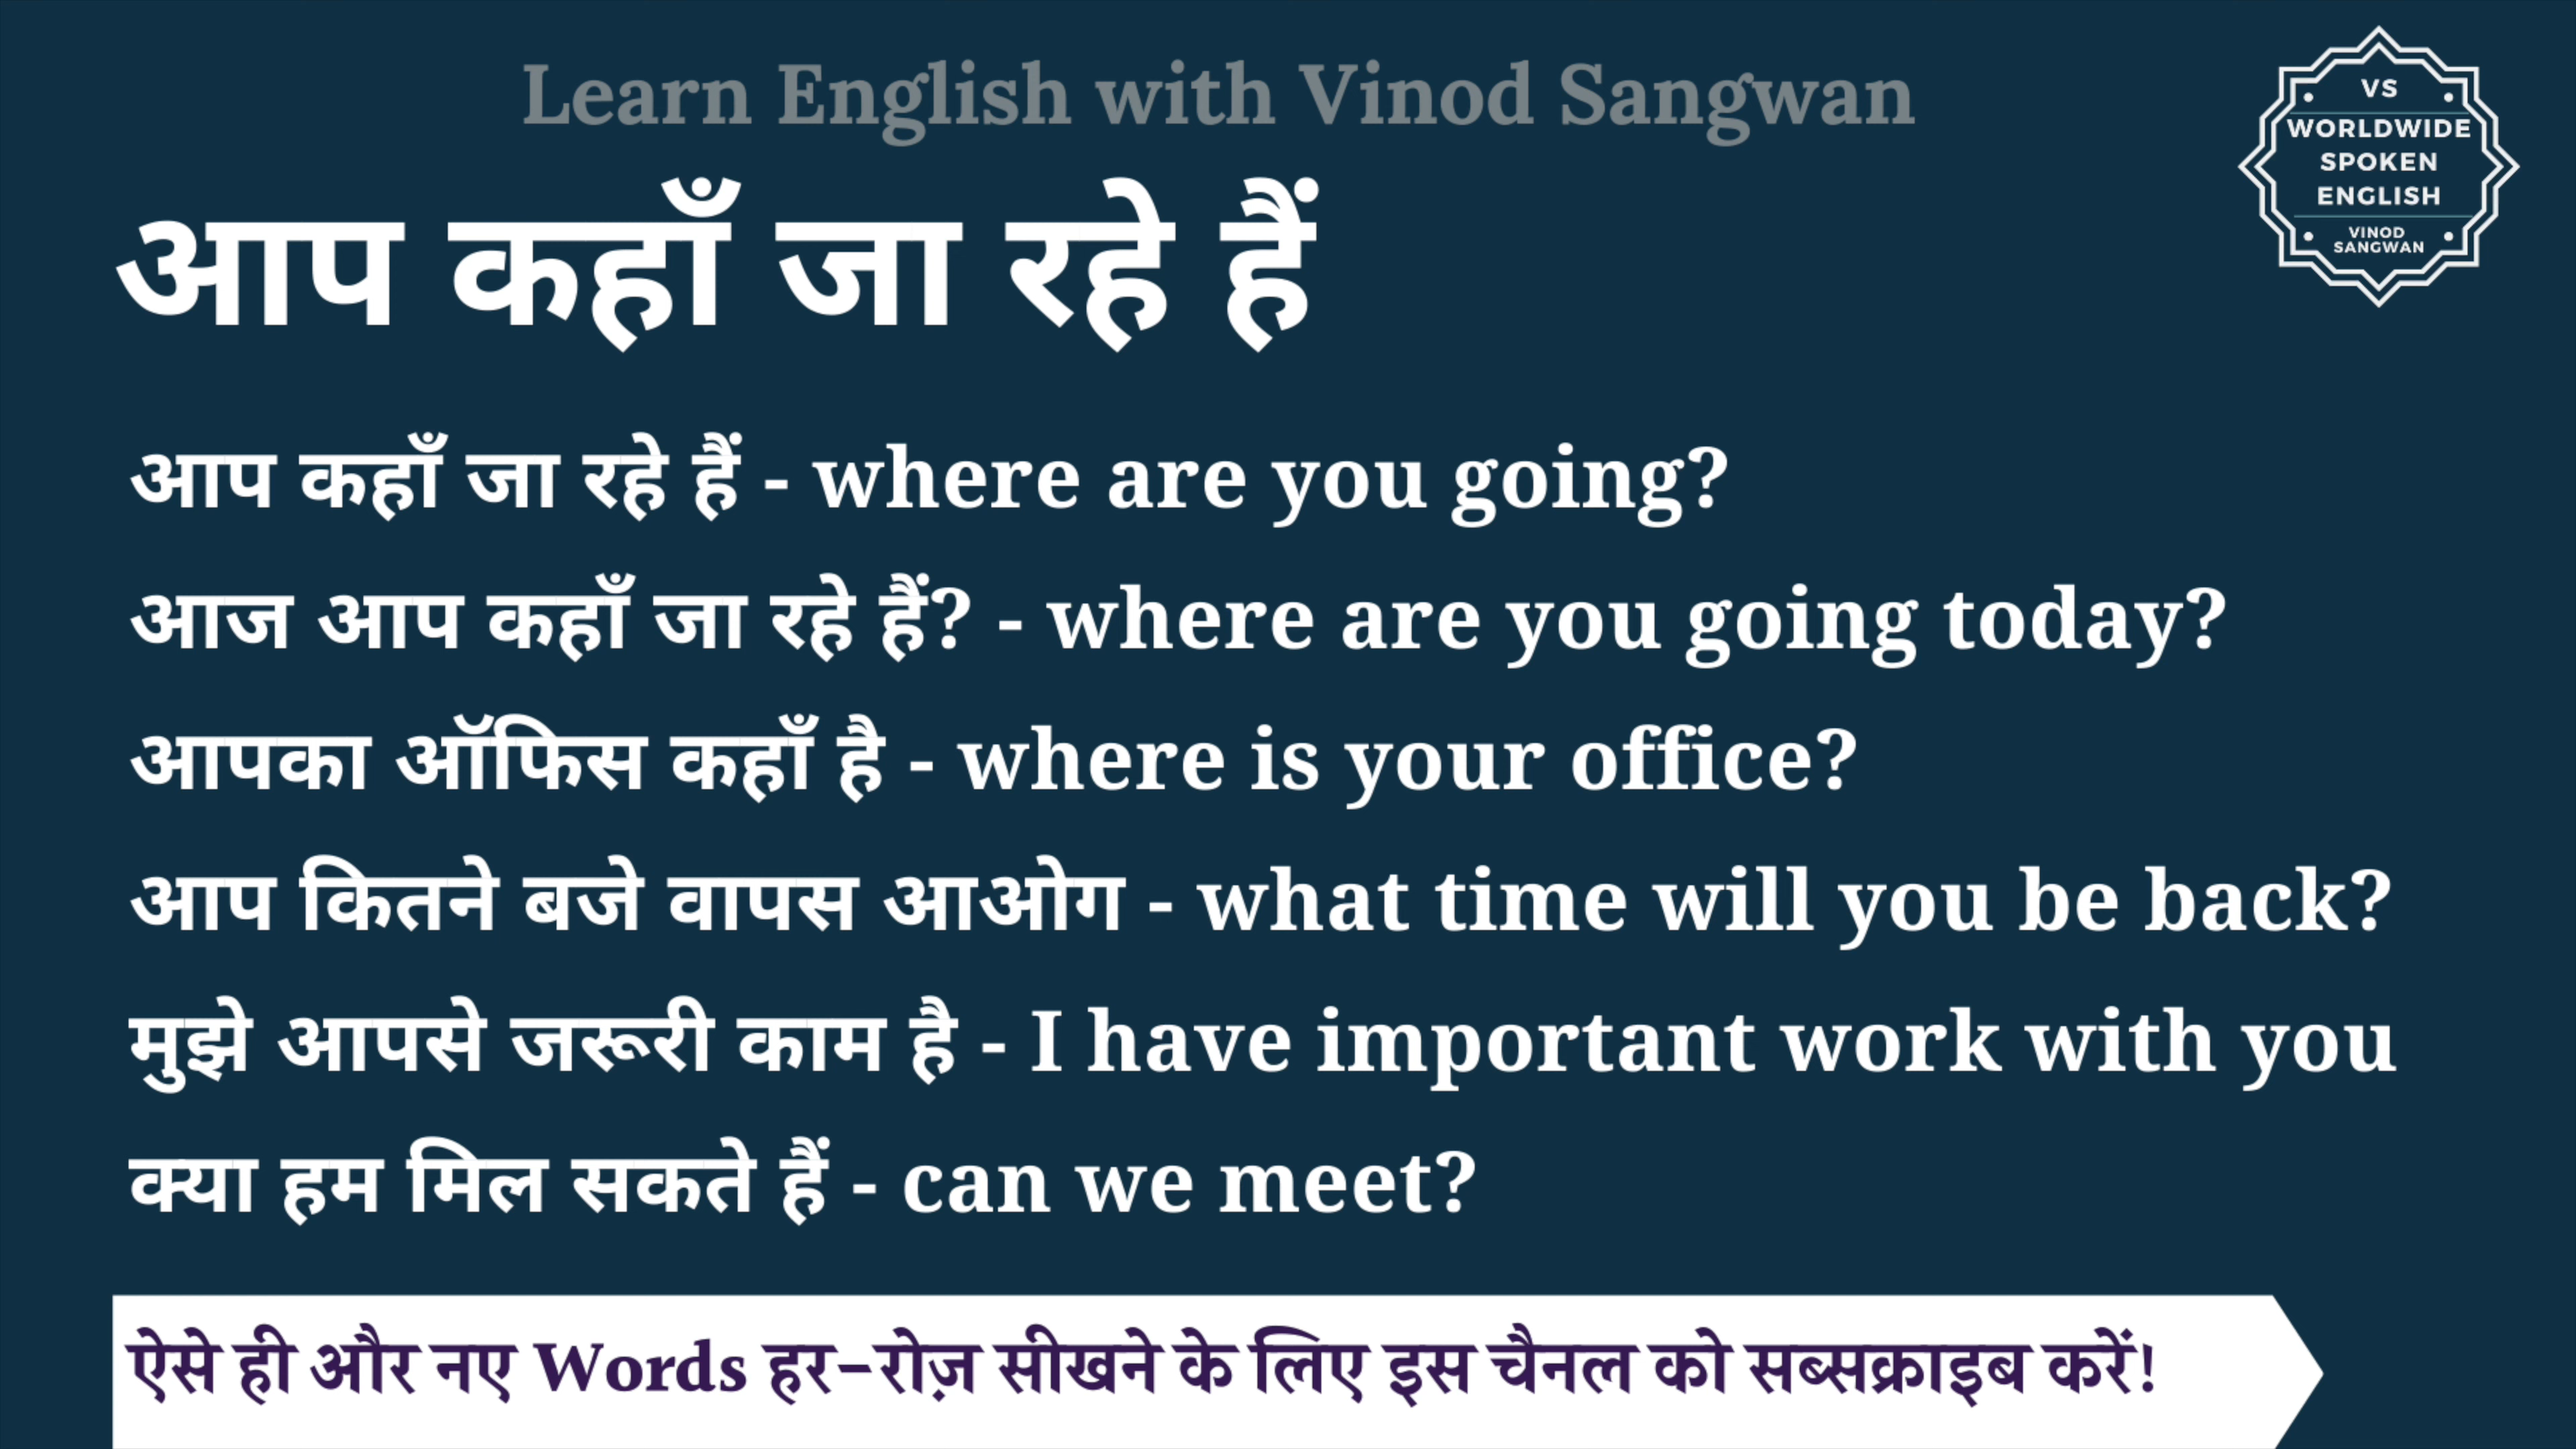 Learn English with Vinod Sangwan
VS
WORLDWIDE
SPOKEN
ENGLISH
VINOD
SANGWAN
आप कहाँ जा रहे हैं
आप कहाँ जा रहे हैं - where are you going?
आज आप कहाँ जा रहे हैं? - where are you going today?
आपका ऑफिस कहाँ है - where is your office?
आप कितने बजे वापस आओग - what time will you be back?
मुझे आपसे जरूरी काम है - I have important work with you
क्या हम मिल सकते हैं - can we meet?
ऐसे ही और नए Words हर-रोज़ सीखने के लिए इस चैनल को सब्सक्राइब करें!